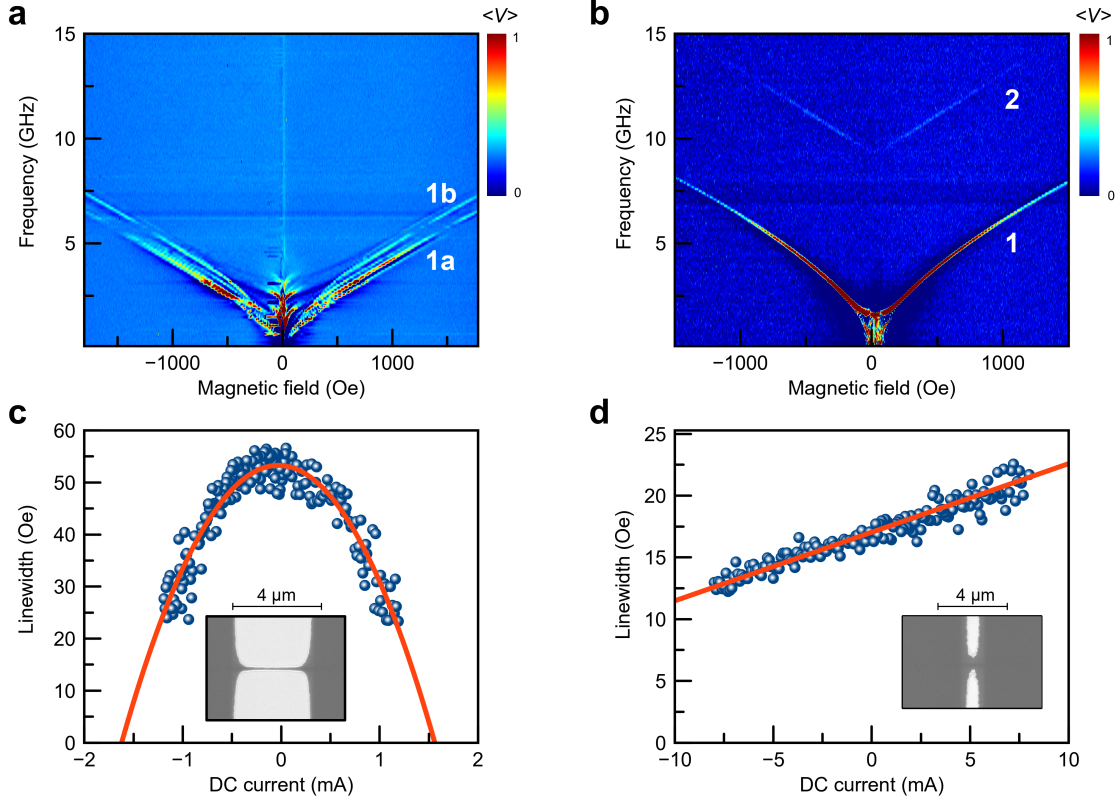 a
<V>
1
0
15
10
5
Frequency (GHz)
1b
1a
−1000
0
1000
Magnetic field (Oe)
b
<V>
1
0
15
10
5
Frequency (GHz)
2
1
−1000
0
1000
Magnetic field (Oe)
c
60
50
40
30
20
10
0
Linewidth (Oe)
4 µm
−2
−1
0
1
2
DC current (mA)
d
25
20
15
10
5
0
Linewidth (Oe)
4 µm
−10
−5
0
5
10
DC current (mA)